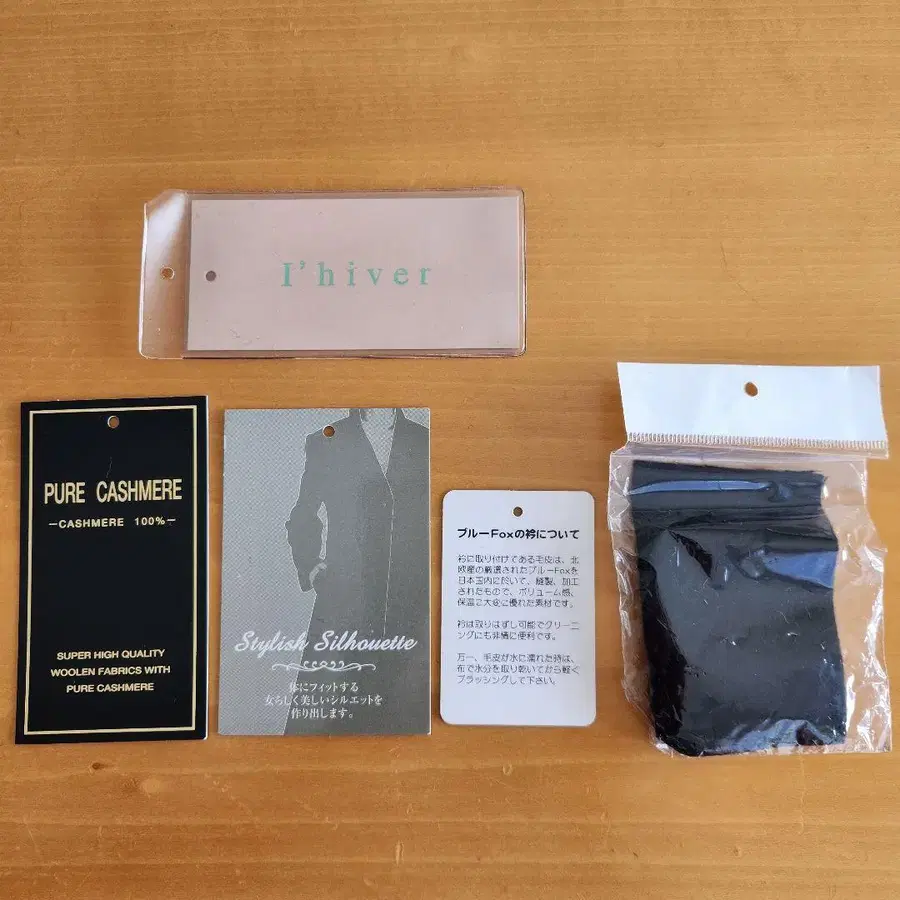 I'hiver
PURE CASHMERE
-CASHMERE 100%-
SUPER HIGH QUALITY
WOOLEN FABRICS WITH
PURE CASHMERE
Stylish Silhouette
体にフィットする
女らしく美しいシルエットを
作り出します。
ブルーFoxの衿について
衿に取り付けてある毛皮は、北
欧産の厳選されたブルーFoxを
日本国内に於いて、縫製、加工
されたもので、ボリューム感、
保温に大変に優れた素材です。
衿は取りはずし可能でクリーニ
ングにも非常に便利です。
万一、毛皮が水に濡れた時は、
布で水分を取り乾いてから軽く
ブラッシングして下さい。